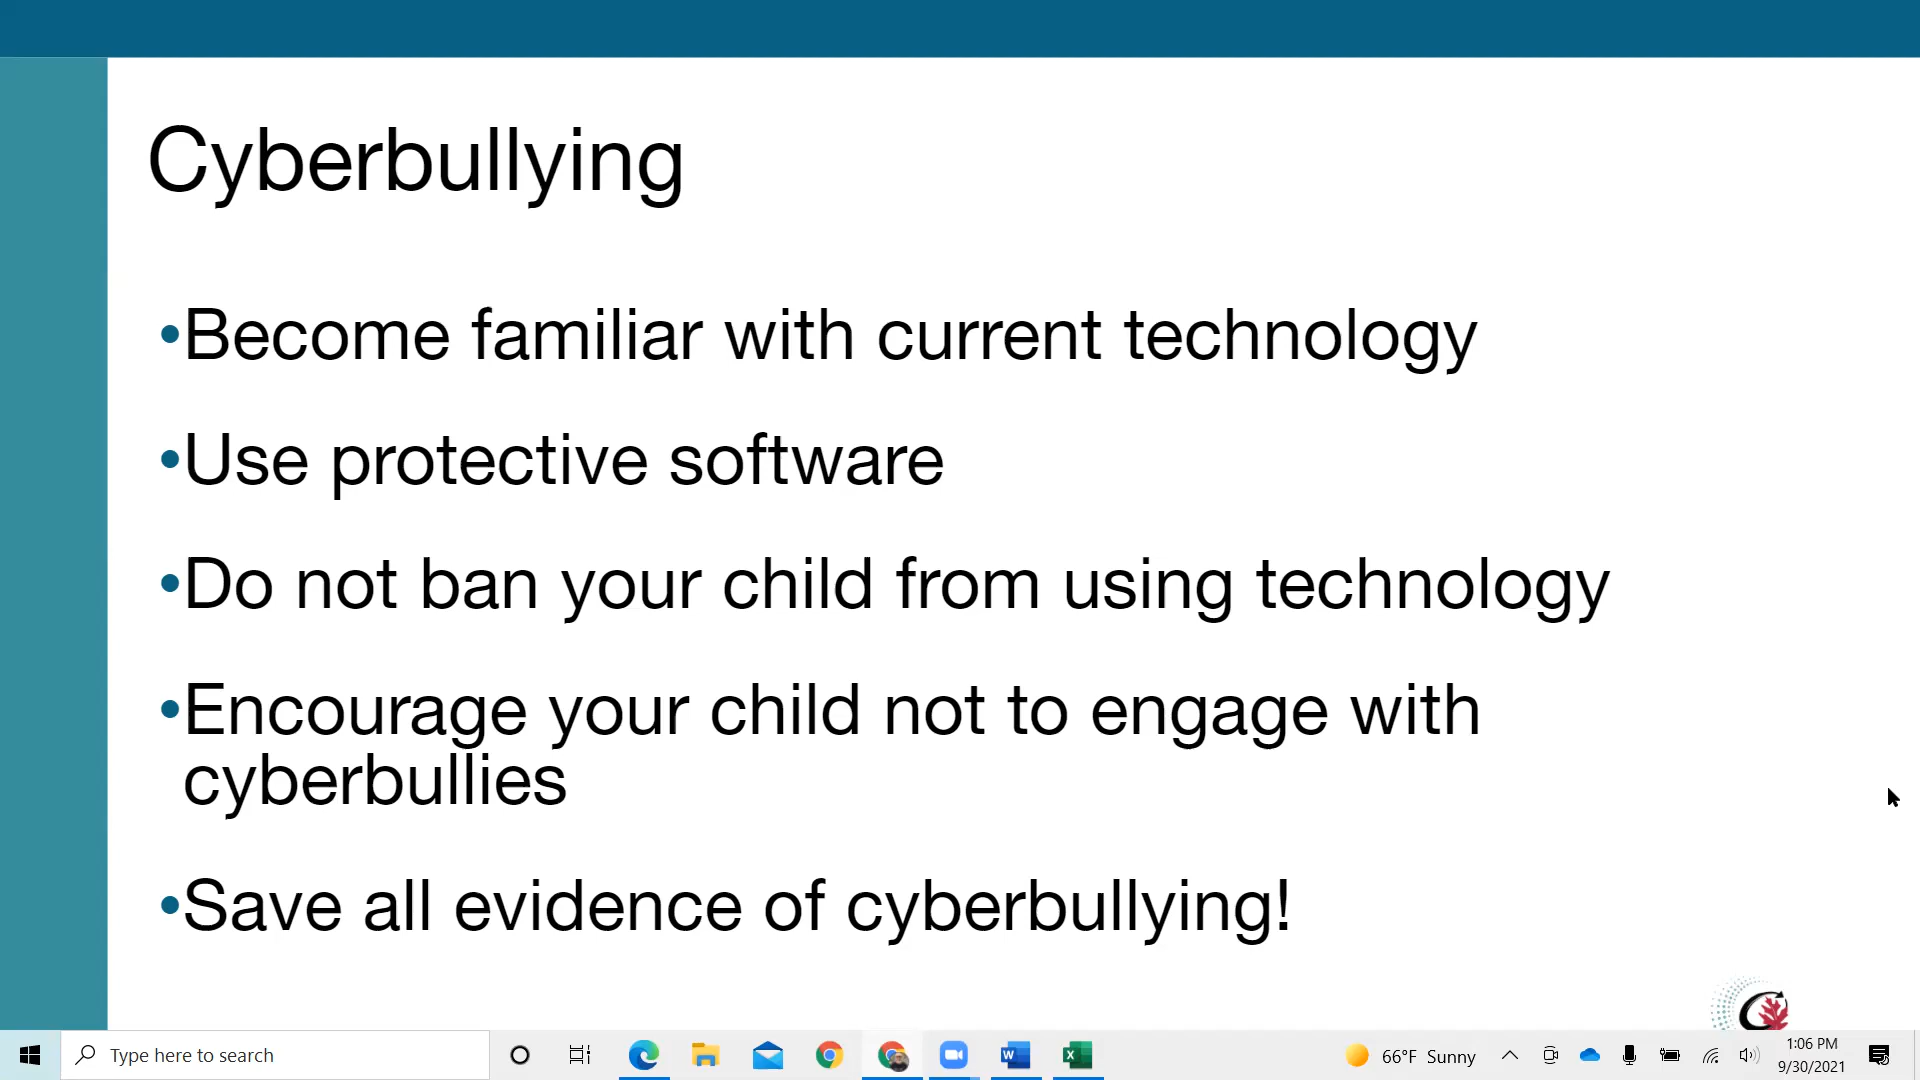 Cyberbullying
•Become familiar with current technology
•Use protective software
•Do not ban your child from using technology
•Encourage your child not to engage with
cyberbullies
•Save all evidence of cyberbullying!
Type here to search
66°F Sunny
1:06 PM
9/30/2021